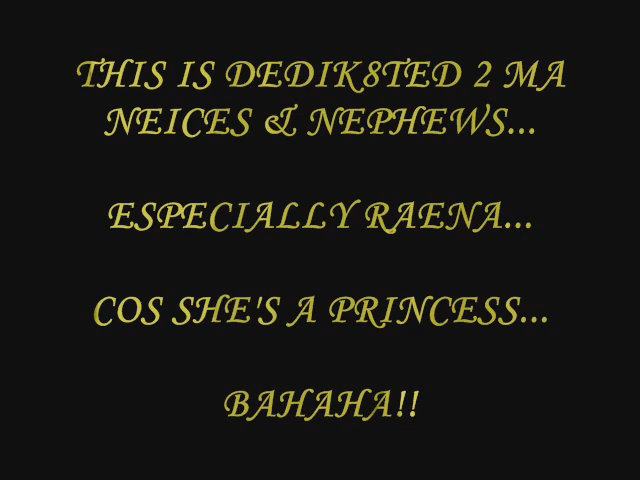 THIS IS DEDIK8TED 2 MA
NEICES & NEPHEWS...
ESPECIALLY RAENA...
COS SHE'S A PRINCESS...
BAHAHA!!